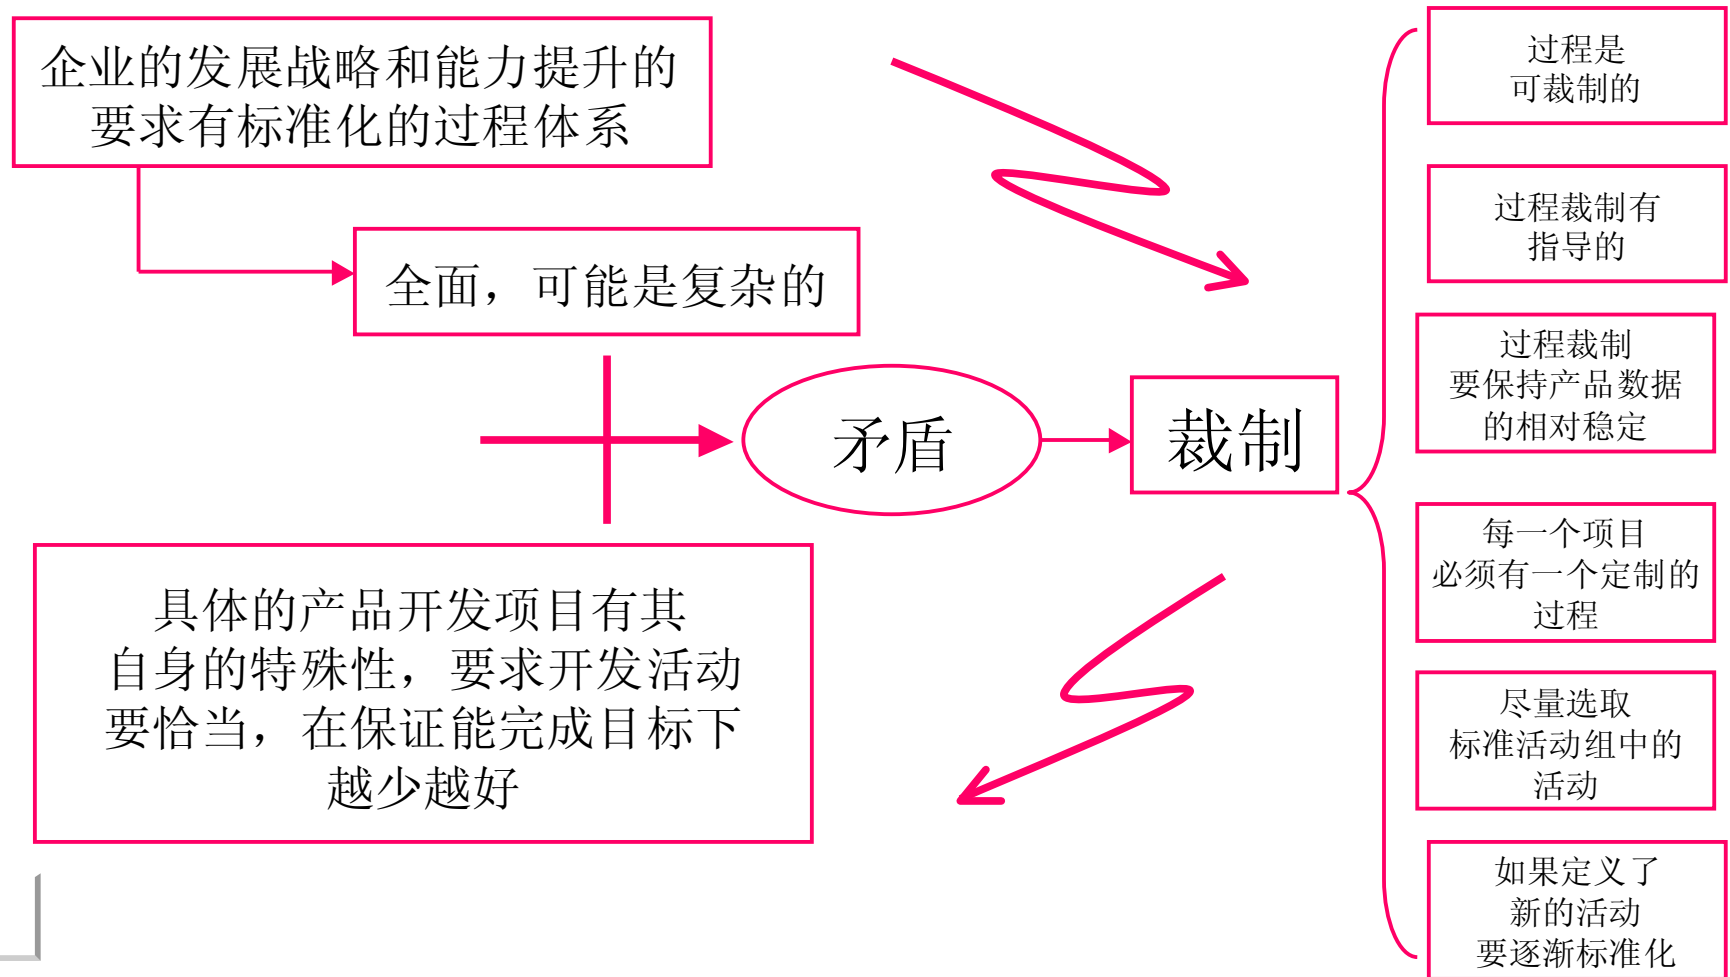 企业的发展战略和能力提升的
要求有标准化的过程体系
全面，可能是复杂的
矛盾
裁制
具体的产品开发项目有其
自身的特殊性，要求开发活动
要恰当，在保证能完成目标下
越少越好
过程是
可裁制的
过程裁制有
指导的
过程裁制
要保持产品数据
的相对稳定
每一个项目
必须有一个定制的
过程
尽量选取
标准活动组中的
活动
如果定义了
新的活动
要逐渐标准化